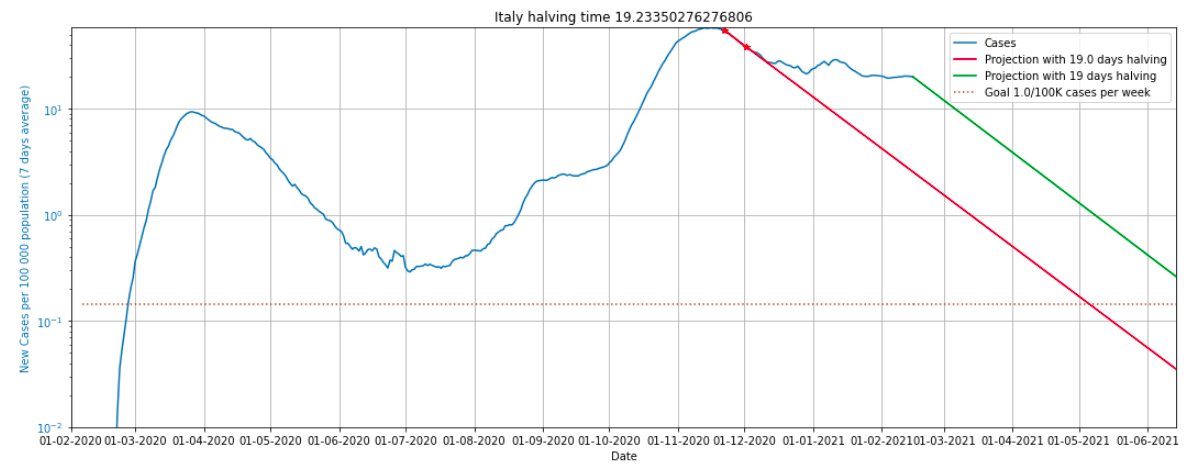 Italy halving time 19.23350276276806
Cases
Projection with 19.0 days halving
Projection with 19 days halving
Goal 1.0/100K cases per week
New Cases per 100 000 population (7 days average)
10¹
10⁰
10⁻¹
10⁻²
01-02-2020 01-03-2020 01-04-2020 01-05-2020 01-06-2020 01-07-2020 01-08-2020 01-09-2020 01-10-2020 01-11-2020 01-12-2020 01-01-2021 01-02-2021 01-03-2021 01-04-2021 01-05-2021 01-06-2021
Date